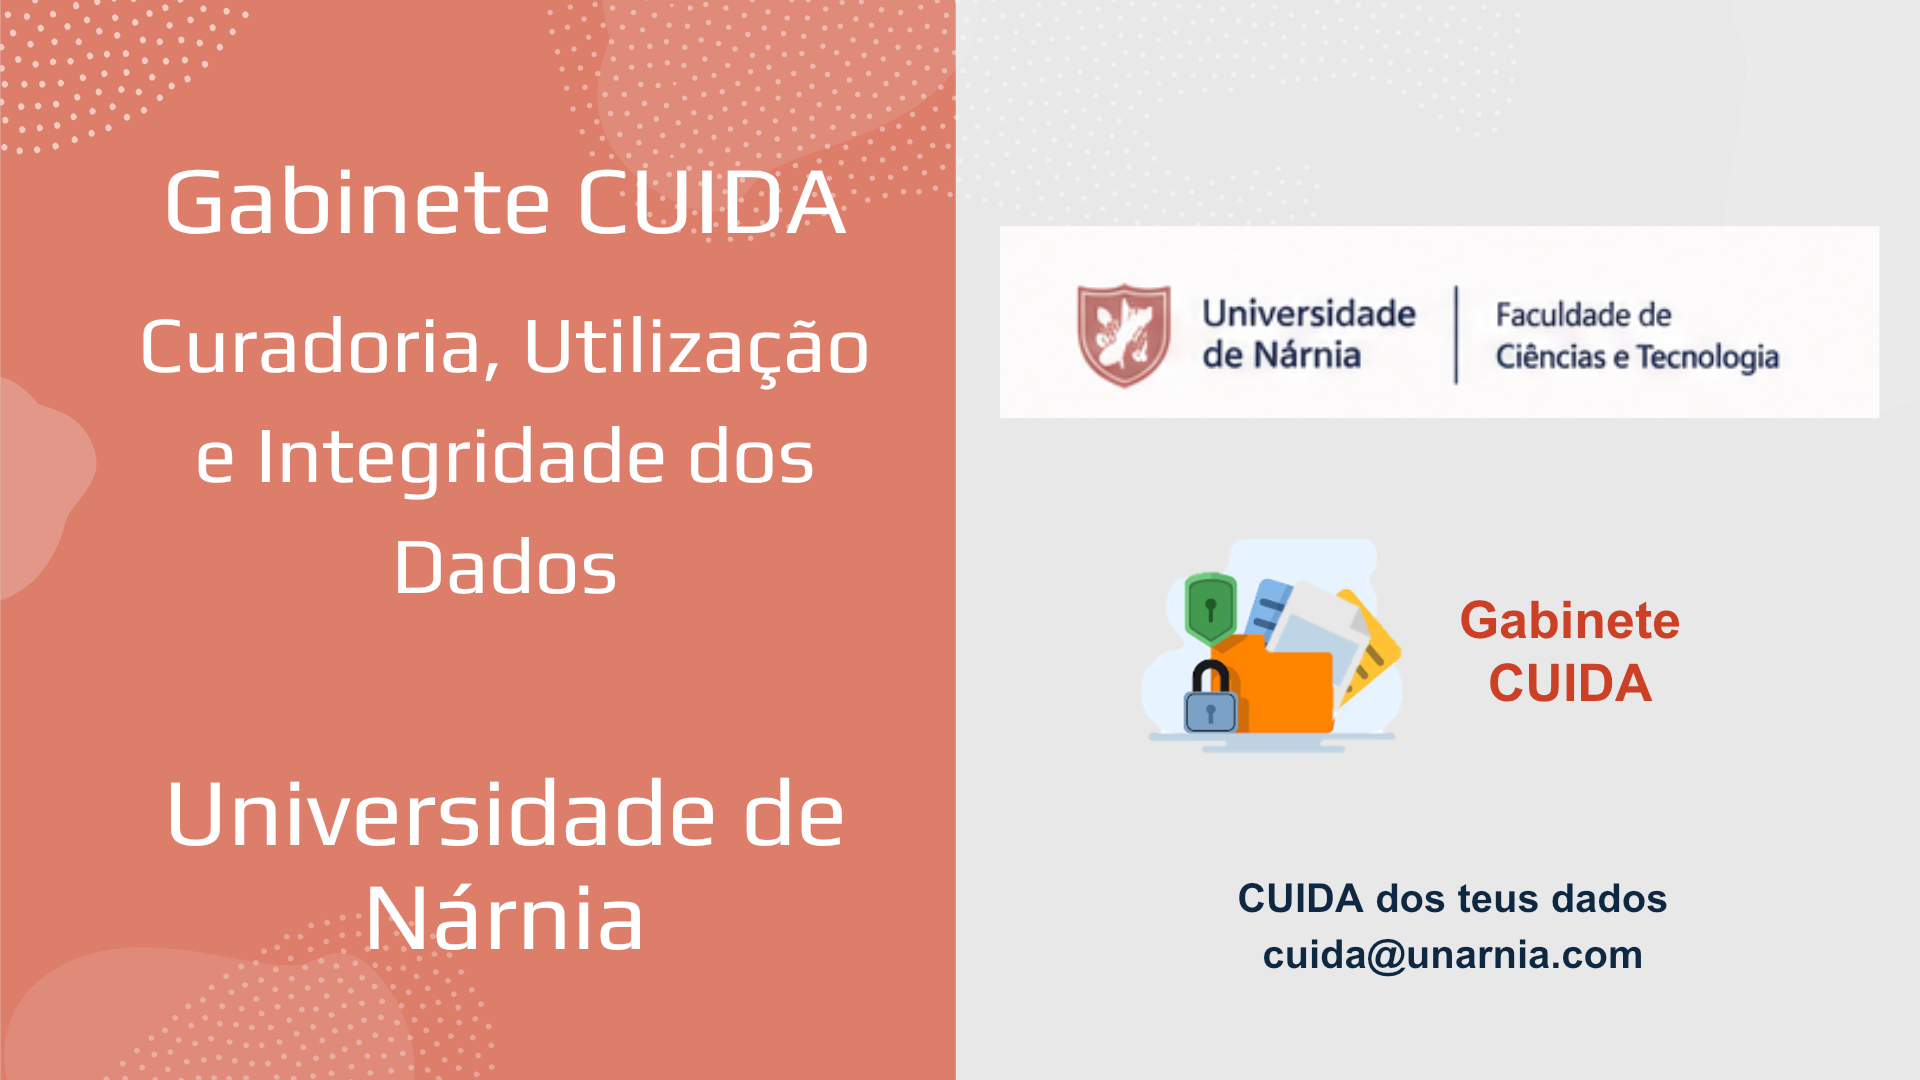 Gabinete CUIDA
Curadoria, Utilização
e Integridade dos
Dados
Universidade de
Nárnia
Universidade
de Nárnia
Faculdade de
Ciências e Tecnologia
Gabinete
CUIDA
CUIDA dos teus dados
cuida@unarnia.com